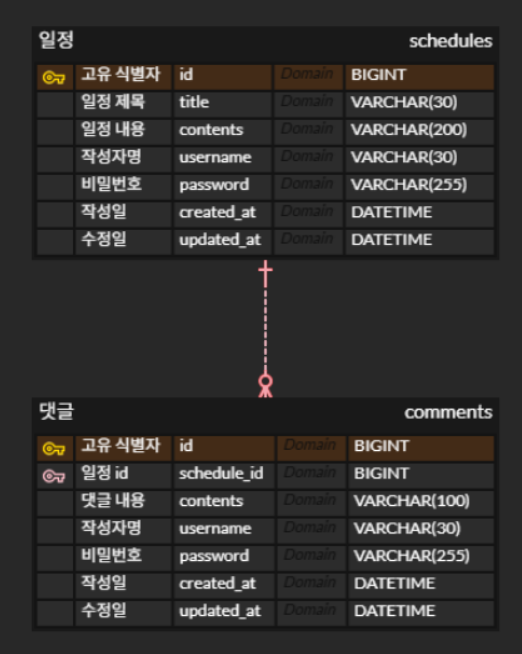 일정 schedules
고유 식별자 id Domain BIGINT
일정 제목 title Domain VARCHAR(30)
일정 내용 contents Domain VARCHAR(200)
작성자명 username Domain VARCHAR(30)
비밀번호 password Domain VARCHAR(255)
작성일 created_at Domain DATETIME
수정일 updated_at Domain DATETIME
댓글 comments
고유 식별자 id Domain BIGINT
일정 id schedule_id Domain BIGINT
댓글 내용 contents Domain VARCHAR(100)
작성자명 username Domain VARCHAR(30)
비밀번호 password Domain VARCHAR(255)
작성일 created_at Domain DATETIME
수정일 updated_at Domain DATETIME